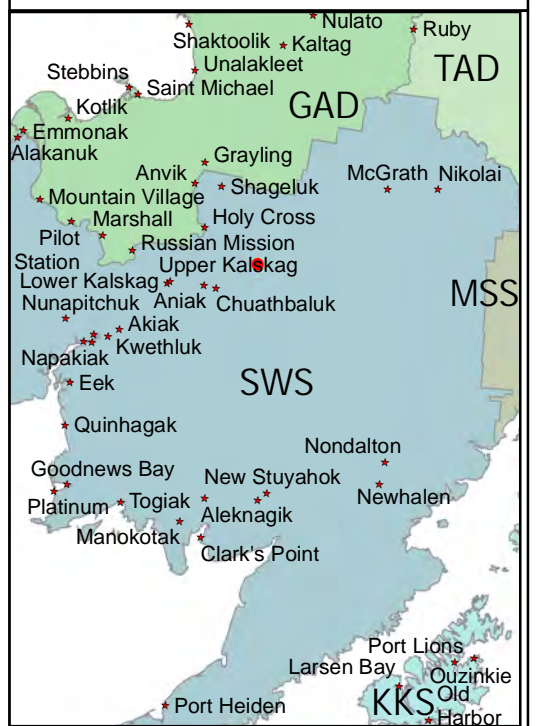 Nulato
Ruby
Shaktoolik
Kaltag
TAD
Unalakleet
Stebbins
Saint Michael
GAD
Kotlik
Emmonak
Alakanuk
Grayling
Anvik
McGrath
Nikolai
Shageluk
Mountain Village
Marshall
Holy Cross
Pilot
Station
Russian Mission
Upper Kalskag
Lower Kalskag
MSS
Nunapitchuk
Aniak
Chuathbaluk
Akiak
Kwethluk
Napakiak
SWS
Eek
Quinhagak
Nondalton
Goodnews Bay
New Stuyahok
Newhalen
Platinum
Togiak
Aleknagik
Manokotak
Clark's Point
Port Lions
Larsen Bay
Ouzinkie
KKS
Old
Harbor
Port Heiden